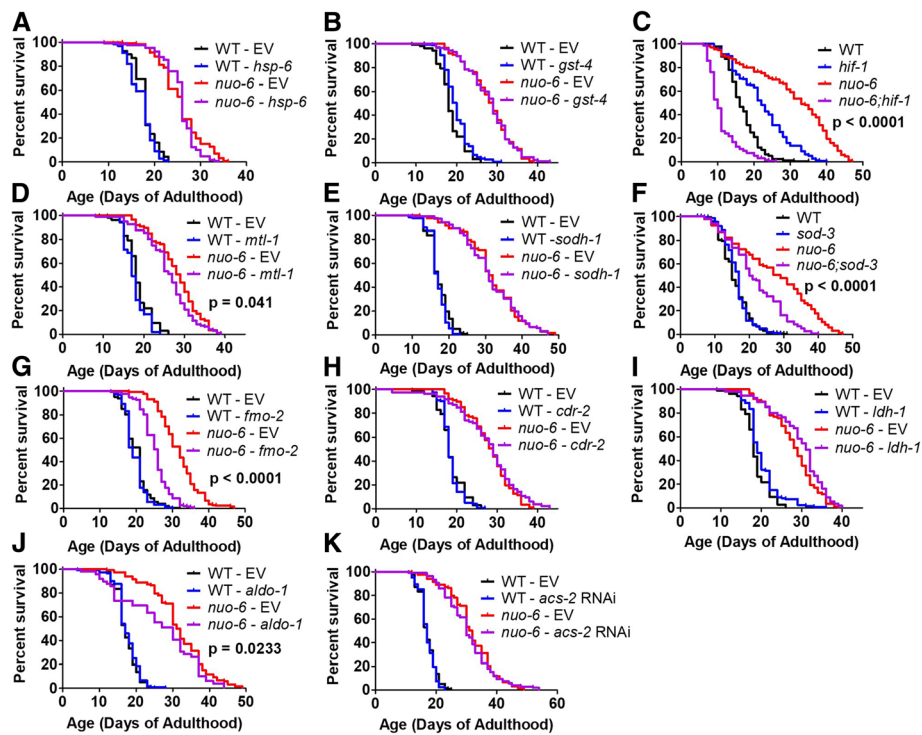 A
Percent survival
100
80
60
40
20
0
0 10 20 30 40
Age (Days of Adulthood)
WT - EV
WT - hsp-6
nuo-6 - EV
nuo-6 - hsp-6
B
Percent survival
100
80
60
40
20
0
0 10 20 30 40
Age (Days of Adulthood)
WT - EV
WT - gst-4
nuo-6 - EV
nuo-6 - gst-4
C
Percent survival
100
80
60
40
20
0
0 10 20 30 40 50
Age (Days of Adulthood)
WT
hif-1
nuo-6
nuo-6;hif-1
p < 0.0001
D
Percent survival
100
80
60
40
20
0
0 10 20 30 40
Age (Days of Adulthood)
WT - EV
WT - mtl-1
nuo-6 - EV
nuo-6 - mtl-1
p = 0.041
E
Percent survival
100
80
60
40
20
0
0 10 20 30 40 50
Age (Days of Adulthood)
WT - EV
WT -sodh-1
nuo-6 - EV
nuo-6 - sodh-1
F
Percent survival
100
80
60
40
20
0
0 10 20 30 40 50
Age (Days of Adulthood)
WT
sod-3
nuo-6
nuo-6;sod-3
p < 0.0001
G
Percent survival
100
80
60
40
20
0
0 10 20 30 40 50
Age (Days of Adulthood)
WT - EV
WT - fmo-2
nuo-6 - EV
nuo-6 - fmo-2
p < 0.0001
H
Percent survival
100
80
60
40
20
0
0 10 20 30 40
Age (Days of Adulthood)
WT - EV
WT - cdr-2
nuo-6 - EV
nuo-6 - cdr-2
I
Percent survival
100
80
60
40
20
0
0 10 20 30 40
Age (Days of Adulthood)
WT - EV
WT - ldh-1
nuo-6 - EV
nuo-6 - ldh-1
J
Percent survival
100
80
60
40
20
0
0 10 20 30 40 50
Age (Days of Adulthood)
WT - EV
WT - aldo-1
nuo-6 - EV
nuo-6 - aldo-1
p = 0.0233
K
Percent survival
100
80
60
40
20
0
0 20 40 60
Age (Days of Adulthood)
WT - EV
WT - acs-2 RNAi
nuo-6 - EV
nuo-6 - acs-2 RNAi